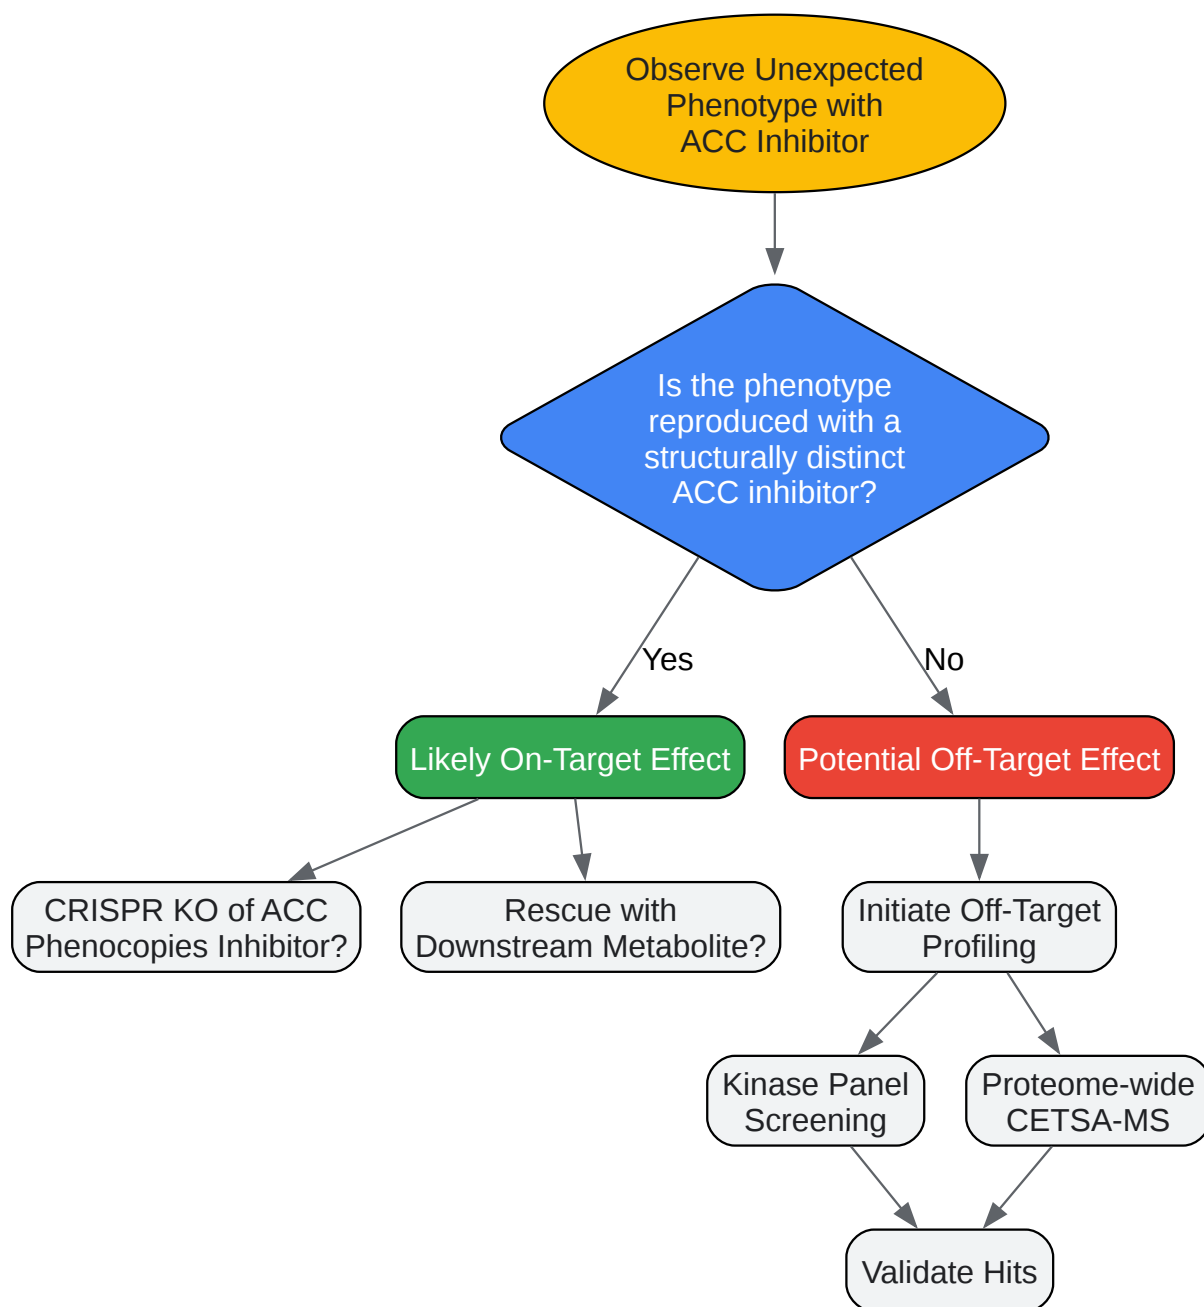 Observe Unexpected
Phenotype with
ACC Inhibitor
Is the phenotype
reproduced with a
structurally distinct
ACC inhibitor?
Yes
No
Likely On-Target Effect
Potential Off-Target Effect
CRISPR KO of ACC
Phenocopies Inhibitor?
Rescue with
Downstream Metabolite?
Initiate Off-Target
Profiling
Kinase Panel
Screening
Proteome-wide
CETSA-MS
Validate Hits